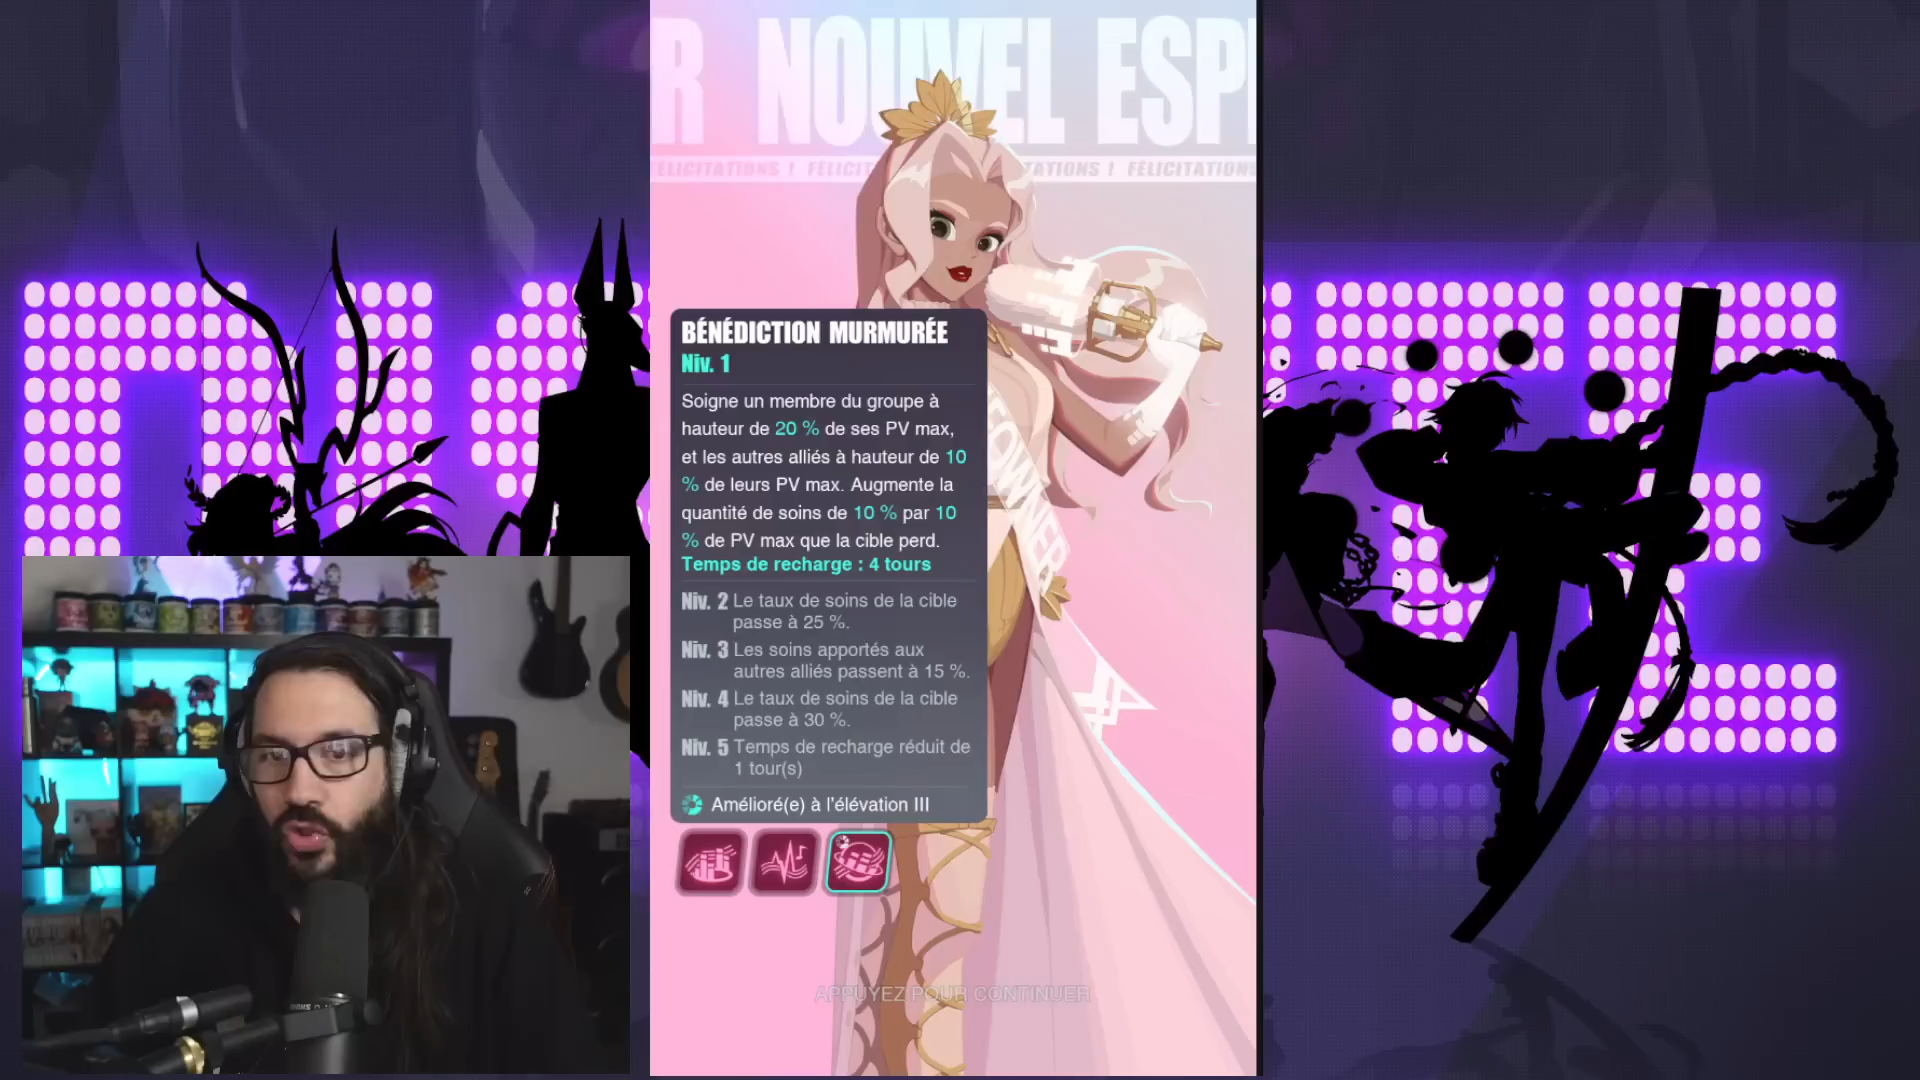 R NOUVEL ESP
FÉLICITATIONS ! FÉLICIT TATIONS ! FÉLICITATIONS
BÉNÉDICTION MURMURÉE
Niv. 1
Soigne un membre du groupe à
hauteur de 20 % de ses PV max,
et les autres alliés à hauteur de 10
% de leurs PV max. Augmente la
quantité de soins de 10 % par 10
% de PV max que la cible perd.
Temps de recharge : 4 tours
Niv. 2 Le taux de soins de la cible
passe à 25 %.
Niv. 3 Les soins apportés aux
autres alliés passent à 15 %.
Niv. 4 Le taux de soins de la cible
passe à 30 %.
Niv. 5 Temps de recharge réduit de
1 tour(s)
Amélioré(e) à l'élévation III
APPUYEZ POUR CONTINUER